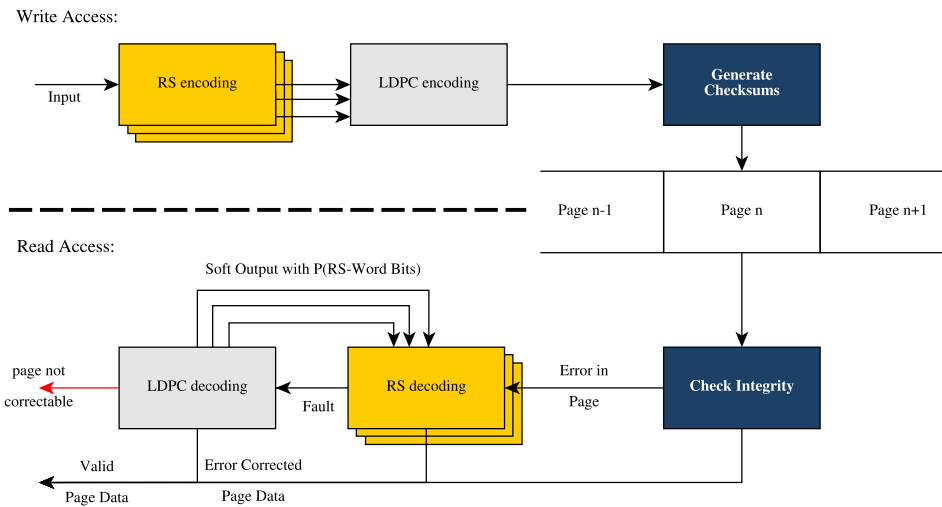 Write Access:
RS encoding
LDPC encoding
Generate
Checksums
Input
Page n-1
Page n
Page n+1
Read Access:
Soft Output with P(RS-Word Bits)
page not
correctable
LDPC decoding
Fault
RS decoding
Error in
Page
Check Integrity
Valid
Page Data
Error Corrected
Page Data